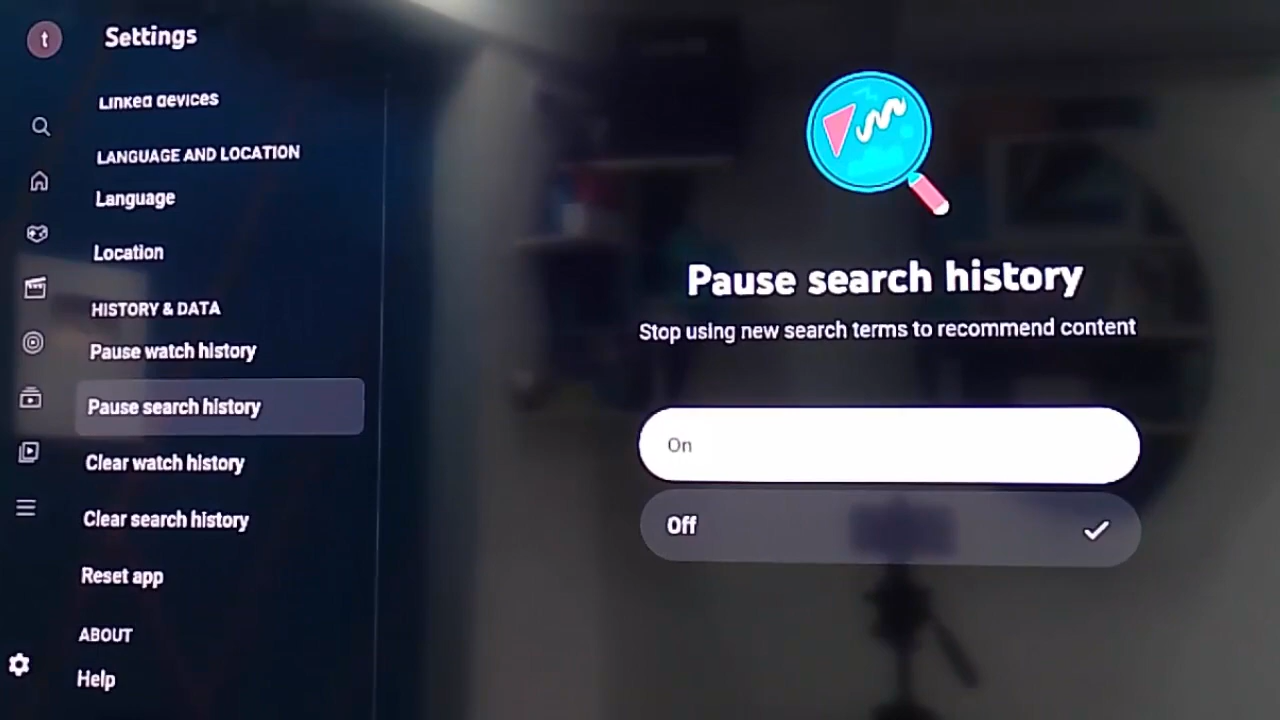 t
Settings
Linked devices
LANGUAGE AND LOCATION
Language
Location
HISTORY & DATA
Pause watch history
Pause search history
Clear watch history
Clear search history
Reset app
ABOUT
Help
Pause search history
Stop using new search terms to recommend content
On
Off